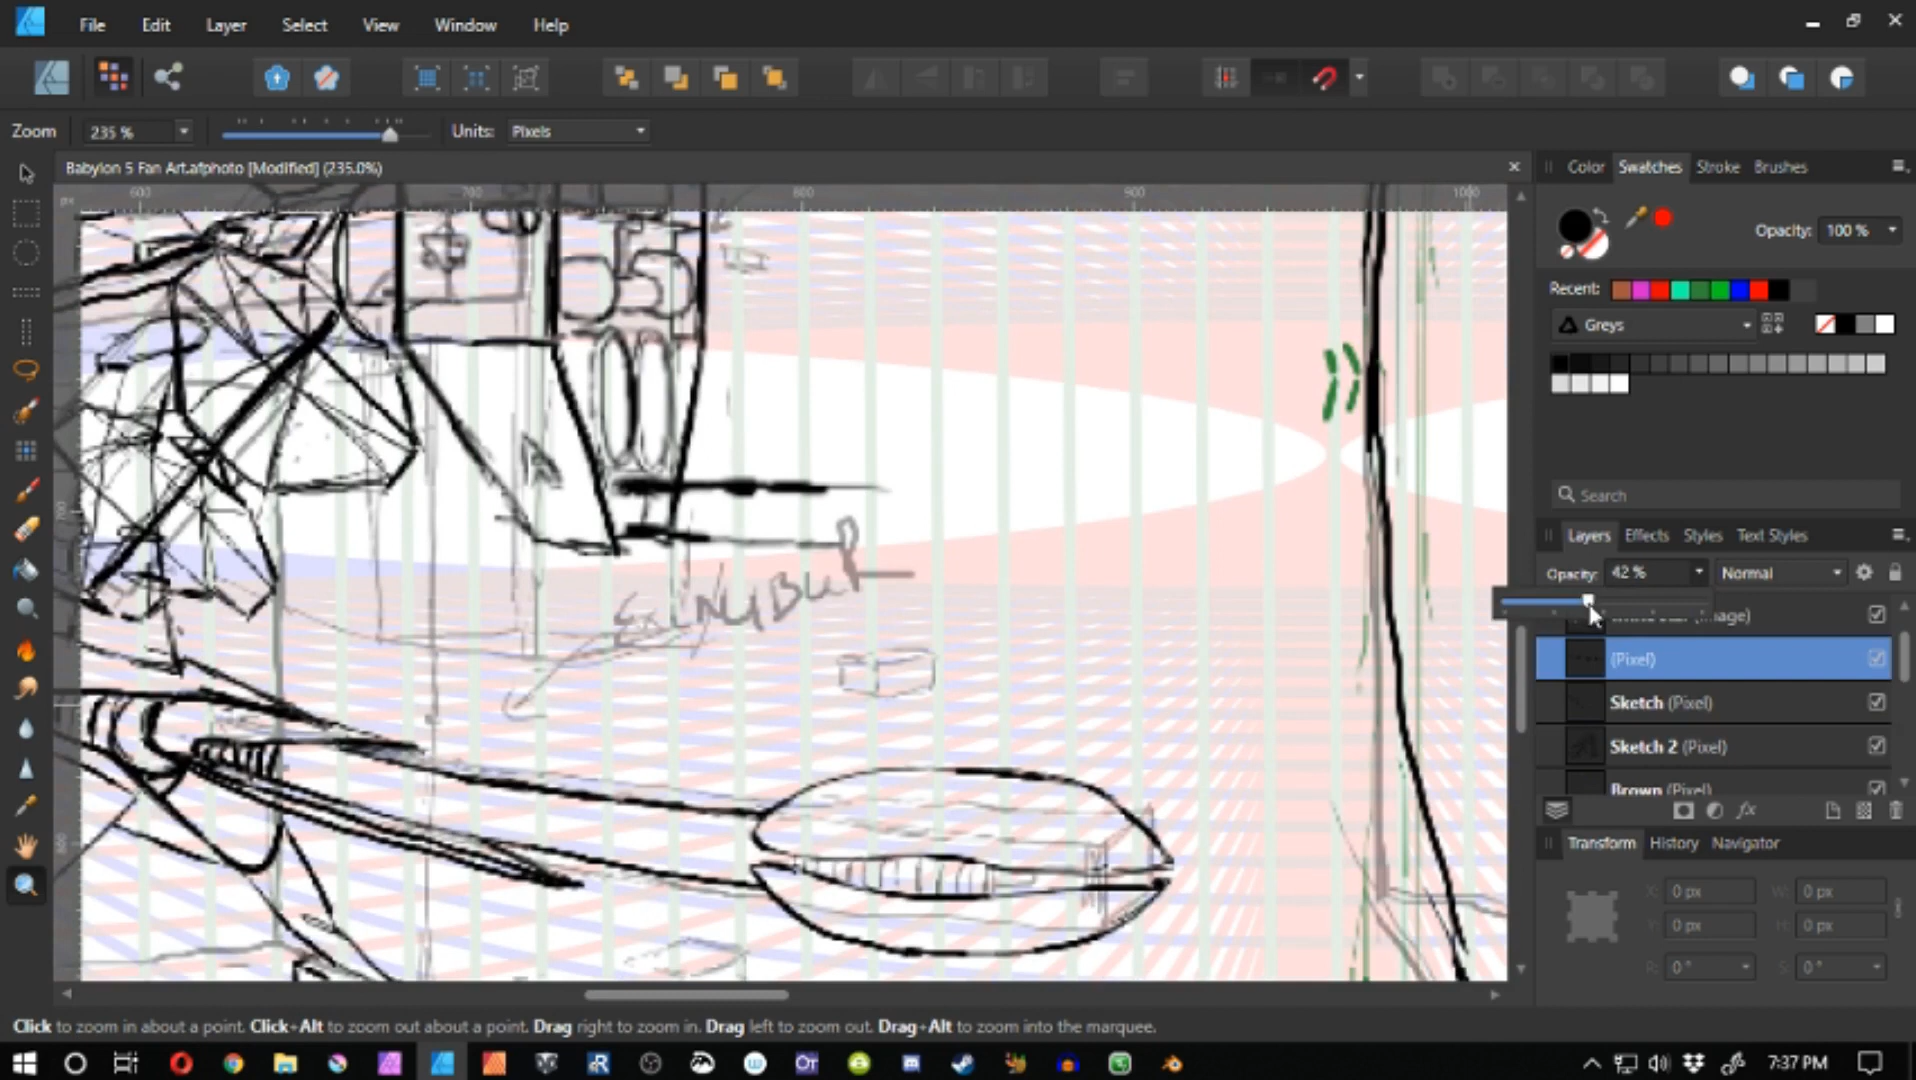 File Edit Layer Select View Window Help
Zoom 235 % Units: Pixels
Babylon 5 Fan Art.afphoto [Modified] (235.0%)
px 600 700 800 900 1000
Color Swatches Stroke Brushes
Opacity: 100 %
Recent:
Greys
Search
Layers Effects Styles Text Styles
Opacity: 42 % Normal
(Image)
(Pixel)
Sketch (Pixel)
Sketch 2 (Pixel)
Brown (Pixel)
Transform History Navigator
X: 0 px W: 0 px
Y: 0 px H: 0 px
R: 0 ° S: 0 °
700
800
Click to zoom in about a point. Click+Alt to zoom out about a point. Drag right to zoom in. Drag left to zoom out. Drag+Alt to zoom into the marquee.
7:37 PM